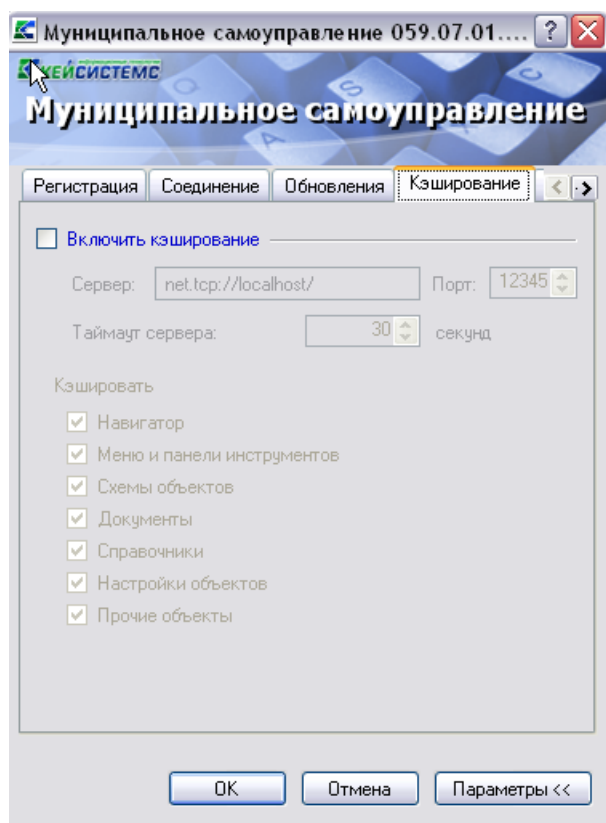 Муниципальное самоуправление 059.07.01....
КЕЙСИСТЕМС
Муниципальное самоуправление
Регистрация Соединение Обновления Кэширование
Включить кэширование
Сервер: net.tcp://localhost/ Порт: 12345
Таймаут сервера: 30 секунд
Кэшировать
Навигатор
Меню и панели инструментов
Схемы объектов
Документы
Справочники
Настройки объектов
Прочие объекты
OK Отмена Параметры <<